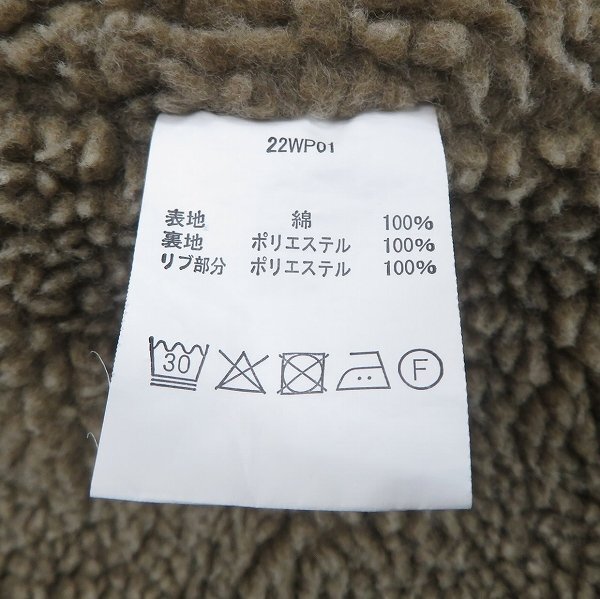 22WP01
表地 綿 100%
裏地 ポリエステル 100%
リブ部分 ポリエステル 100%
30 F